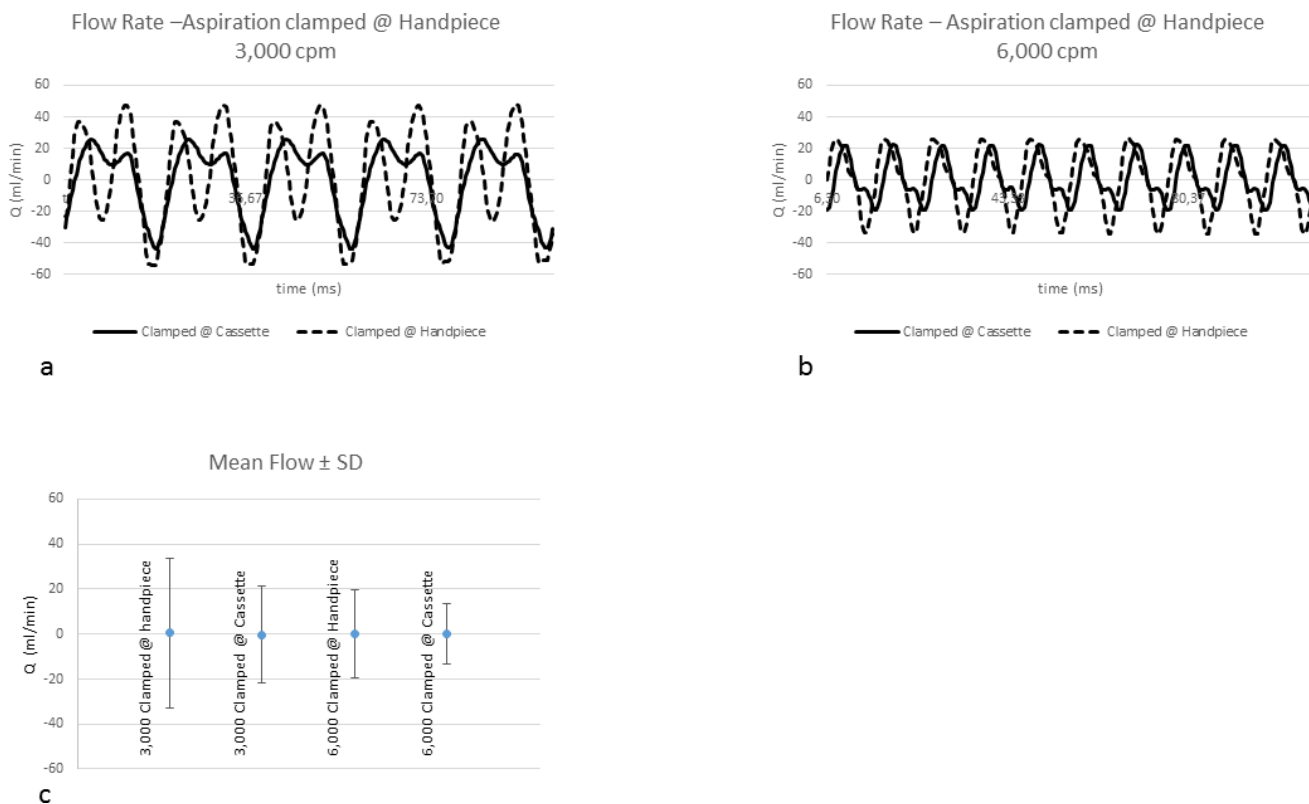 Flow Rate –Aspiration clamped @ Handpiece
3,000 cpm
60
40
20
0
-20
-40
-60
Q (ml/min)
73,70
time (ms)
Clamped @ Cassette
Clamped @ Handpiece
a
Flow Rate – Aspiration clamped @ Handpiece
6,000 cpm
60
40
20
0
-20
-40
-60
Q (ml/min)
time (ms)
Clamped @ Cassette
Clamped @ Handpiece
b
Mean Flow ± SD
60
40
20
0
-20
-40
-60
Q (ml/min)
3,000 Clamped @ handpiece
3,000 Clamped @ Cassette
6,000 Clamped @ Handpiece
6,000 Clamped @ Cassette
c